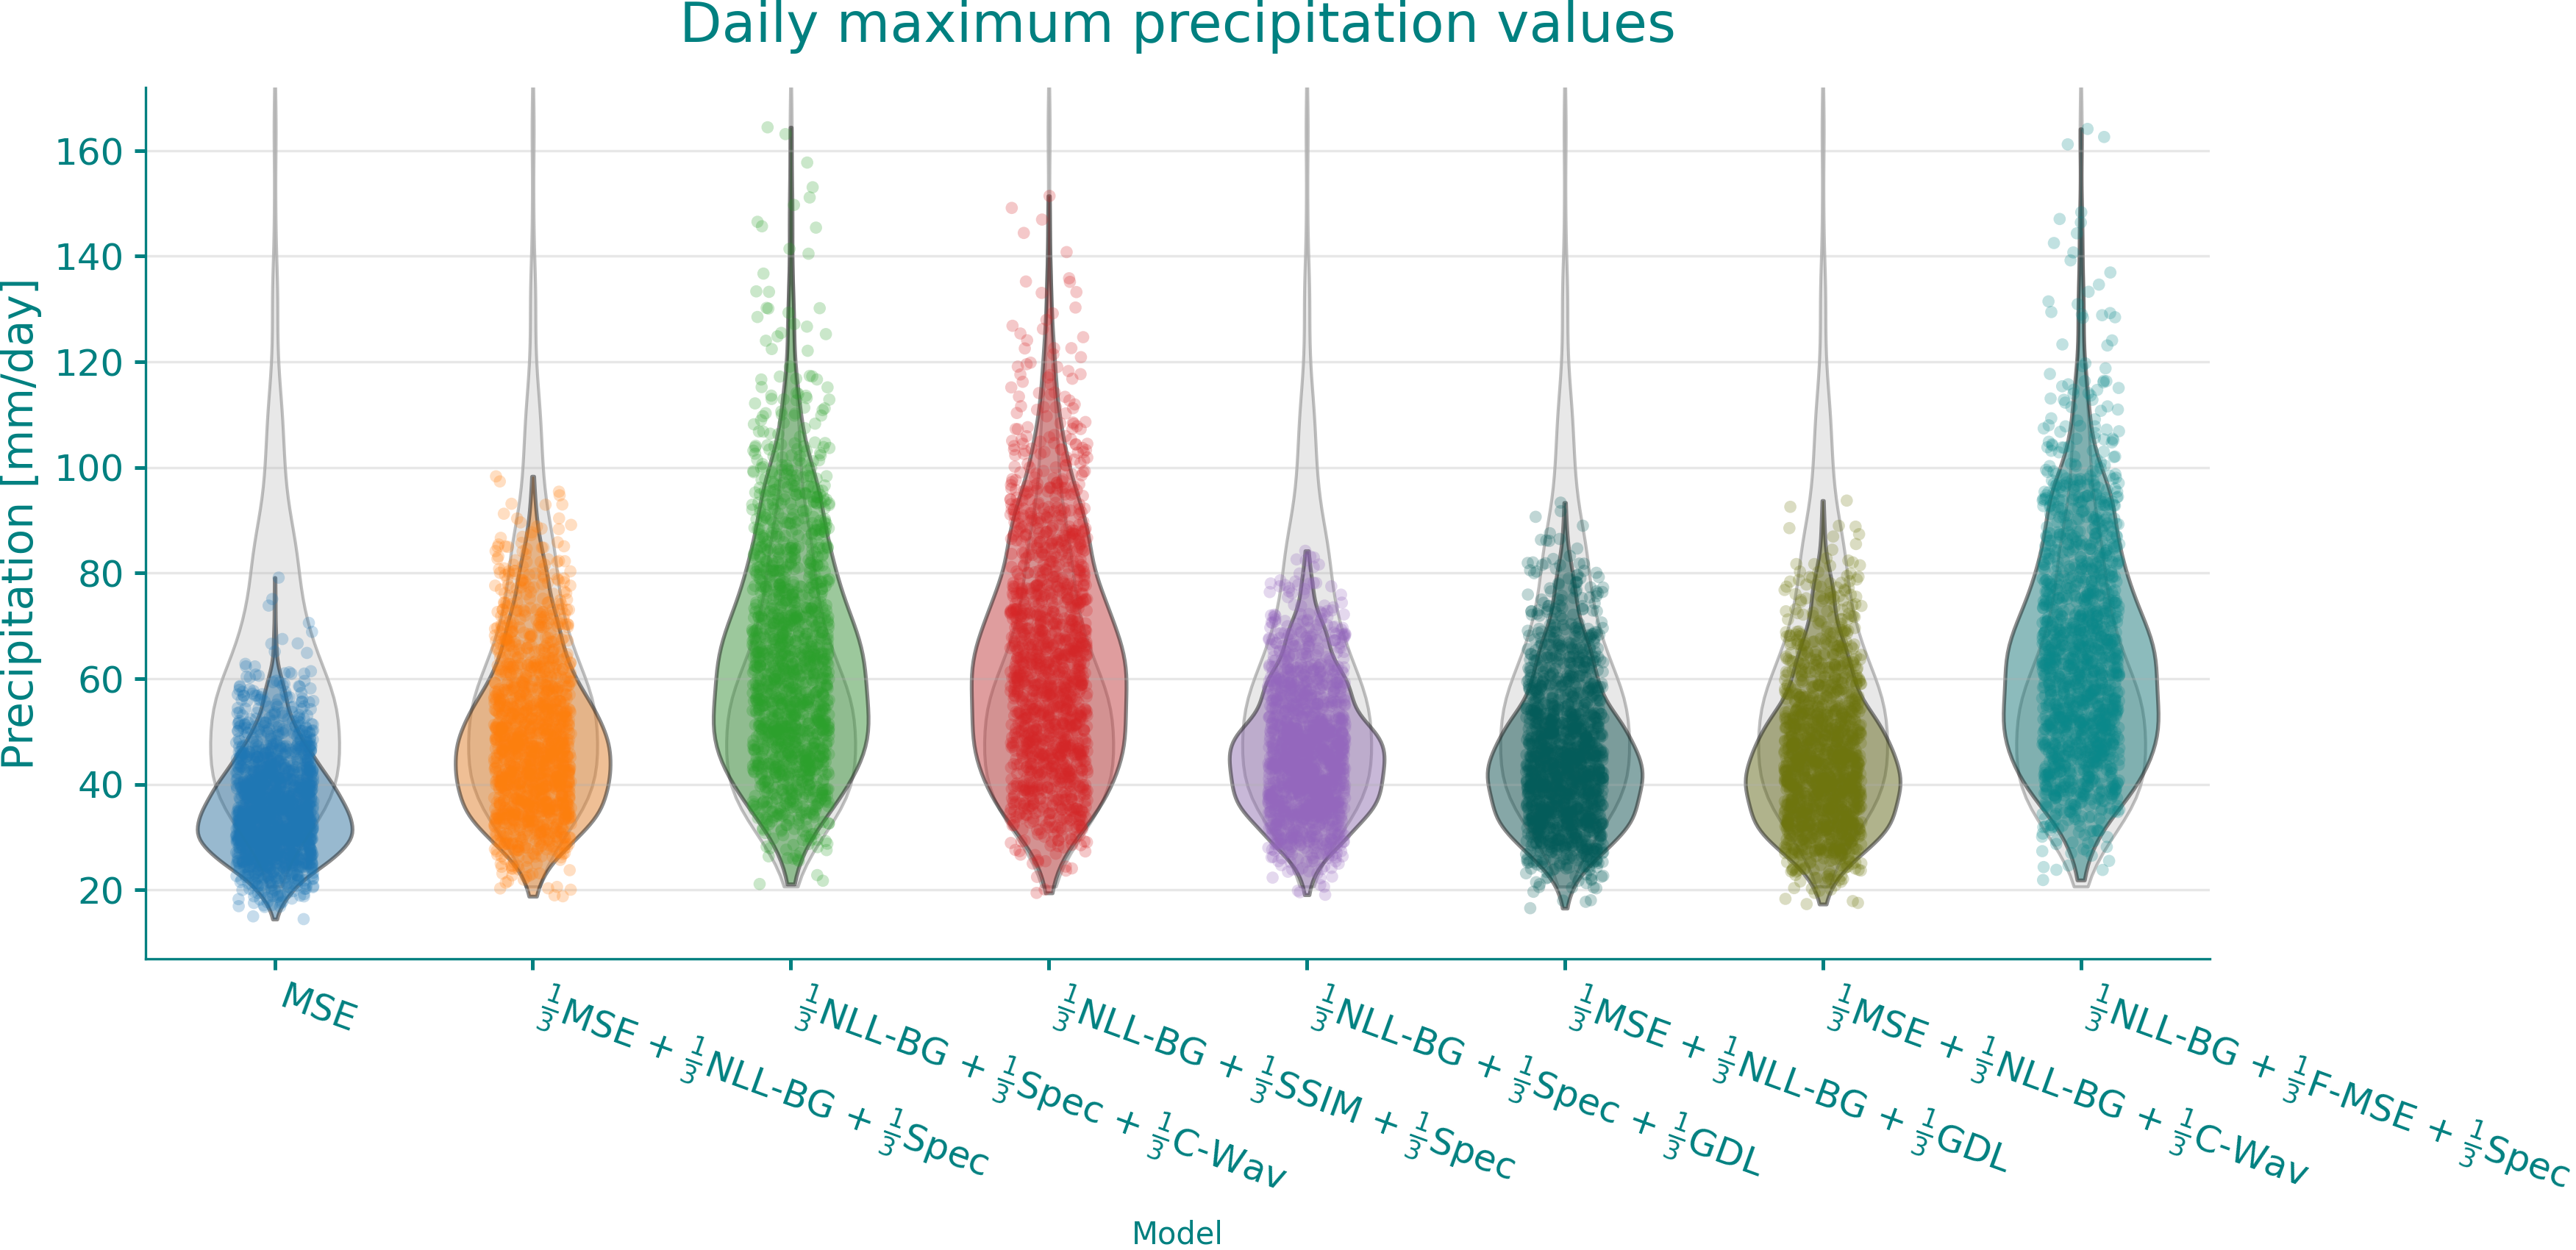 Daily maximum precipitation values
Precipitation [mm/day]
160
140
120
100
80
60
40
20
MSE
1/3MSE + 1/3NLL-BG + 1/3Spec
1/3NLL-BG + 1/3Spec + 1/3C-Wav
1/3NLL-BG + 1/3SSIM + 1/3Spec
1/3NLL-BG + 1/3Spec + 1/3GDL
1/3MSE + 1/3NLL-BG + 1/3GDL
1/3MSE + 1/3NLL-BG + 1/3C-Wav
1/3NLL-BG + 1/3F-MSE + 1/3Spec
Model